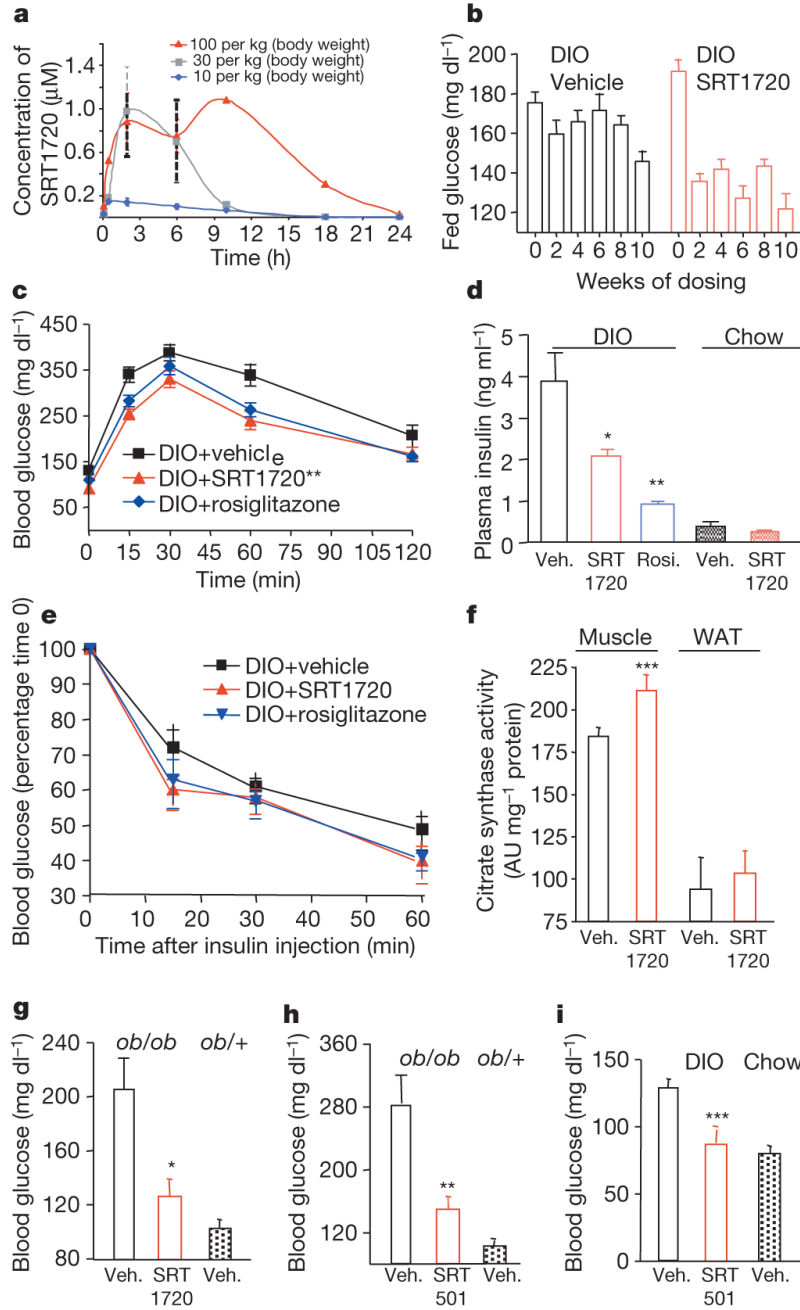 a
100 per kg (body weight)
30 per kg (body weight)
10 per kg (body weight)
Concentration of
SRT1720 (μM)
1.4
1.0
0.6
0.2
0 3 6 9 12 15 18 21 24
Time (h)
b
DIO
Vehicle
DIO
SRT1720
Fed glucose (mg dl⁻¹)
200
180
160
140
120
0 2 4 6 8 10 0 2 4 6 8 10
Weeks of dosing
c
Blood glucose (mg dl⁻¹)
450
350
250
150
50
DIO+vehicle
DIO+SRT1720**
DIO+rosiglitazone
0 15 30 45 60 75 90 105 120
Time (min)
d
DIO Chow
Plasma insulin (ng ml⁻¹)
5
4
3
2
1
0
*
**
Veh. SRT Rosi. Veh. SRT
1720 1720
e
Blood glucose (percentage time 0)
100
90
80
70
60
50
40
30
DIO+vehicle
DIO+SRT1720
DIO+rosiglitazone
0 10 20 30 40 50 60
Time after insulin injection (min)
f
Muscle WAT
Citrate synthase activity
(AU mg⁻¹ protein)
225
200
175
150
125
100
75
***
Veh. SRT Veh. SRT
1720 1720
g
ob/ob ob/+
Blood glucose (mg dl⁻¹)
240
200
160
120
80
*
Veh. SRT Veh.
1720
h
ob/ob ob/+
Blood glucose (mg dl⁻¹)
360
280
200
120
**
Veh. SRT Veh.
501
i
DIO Chow
Blood glucose (mg dl⁻¹)
150
100
50
0
***
Veh. SRT Veh.
501